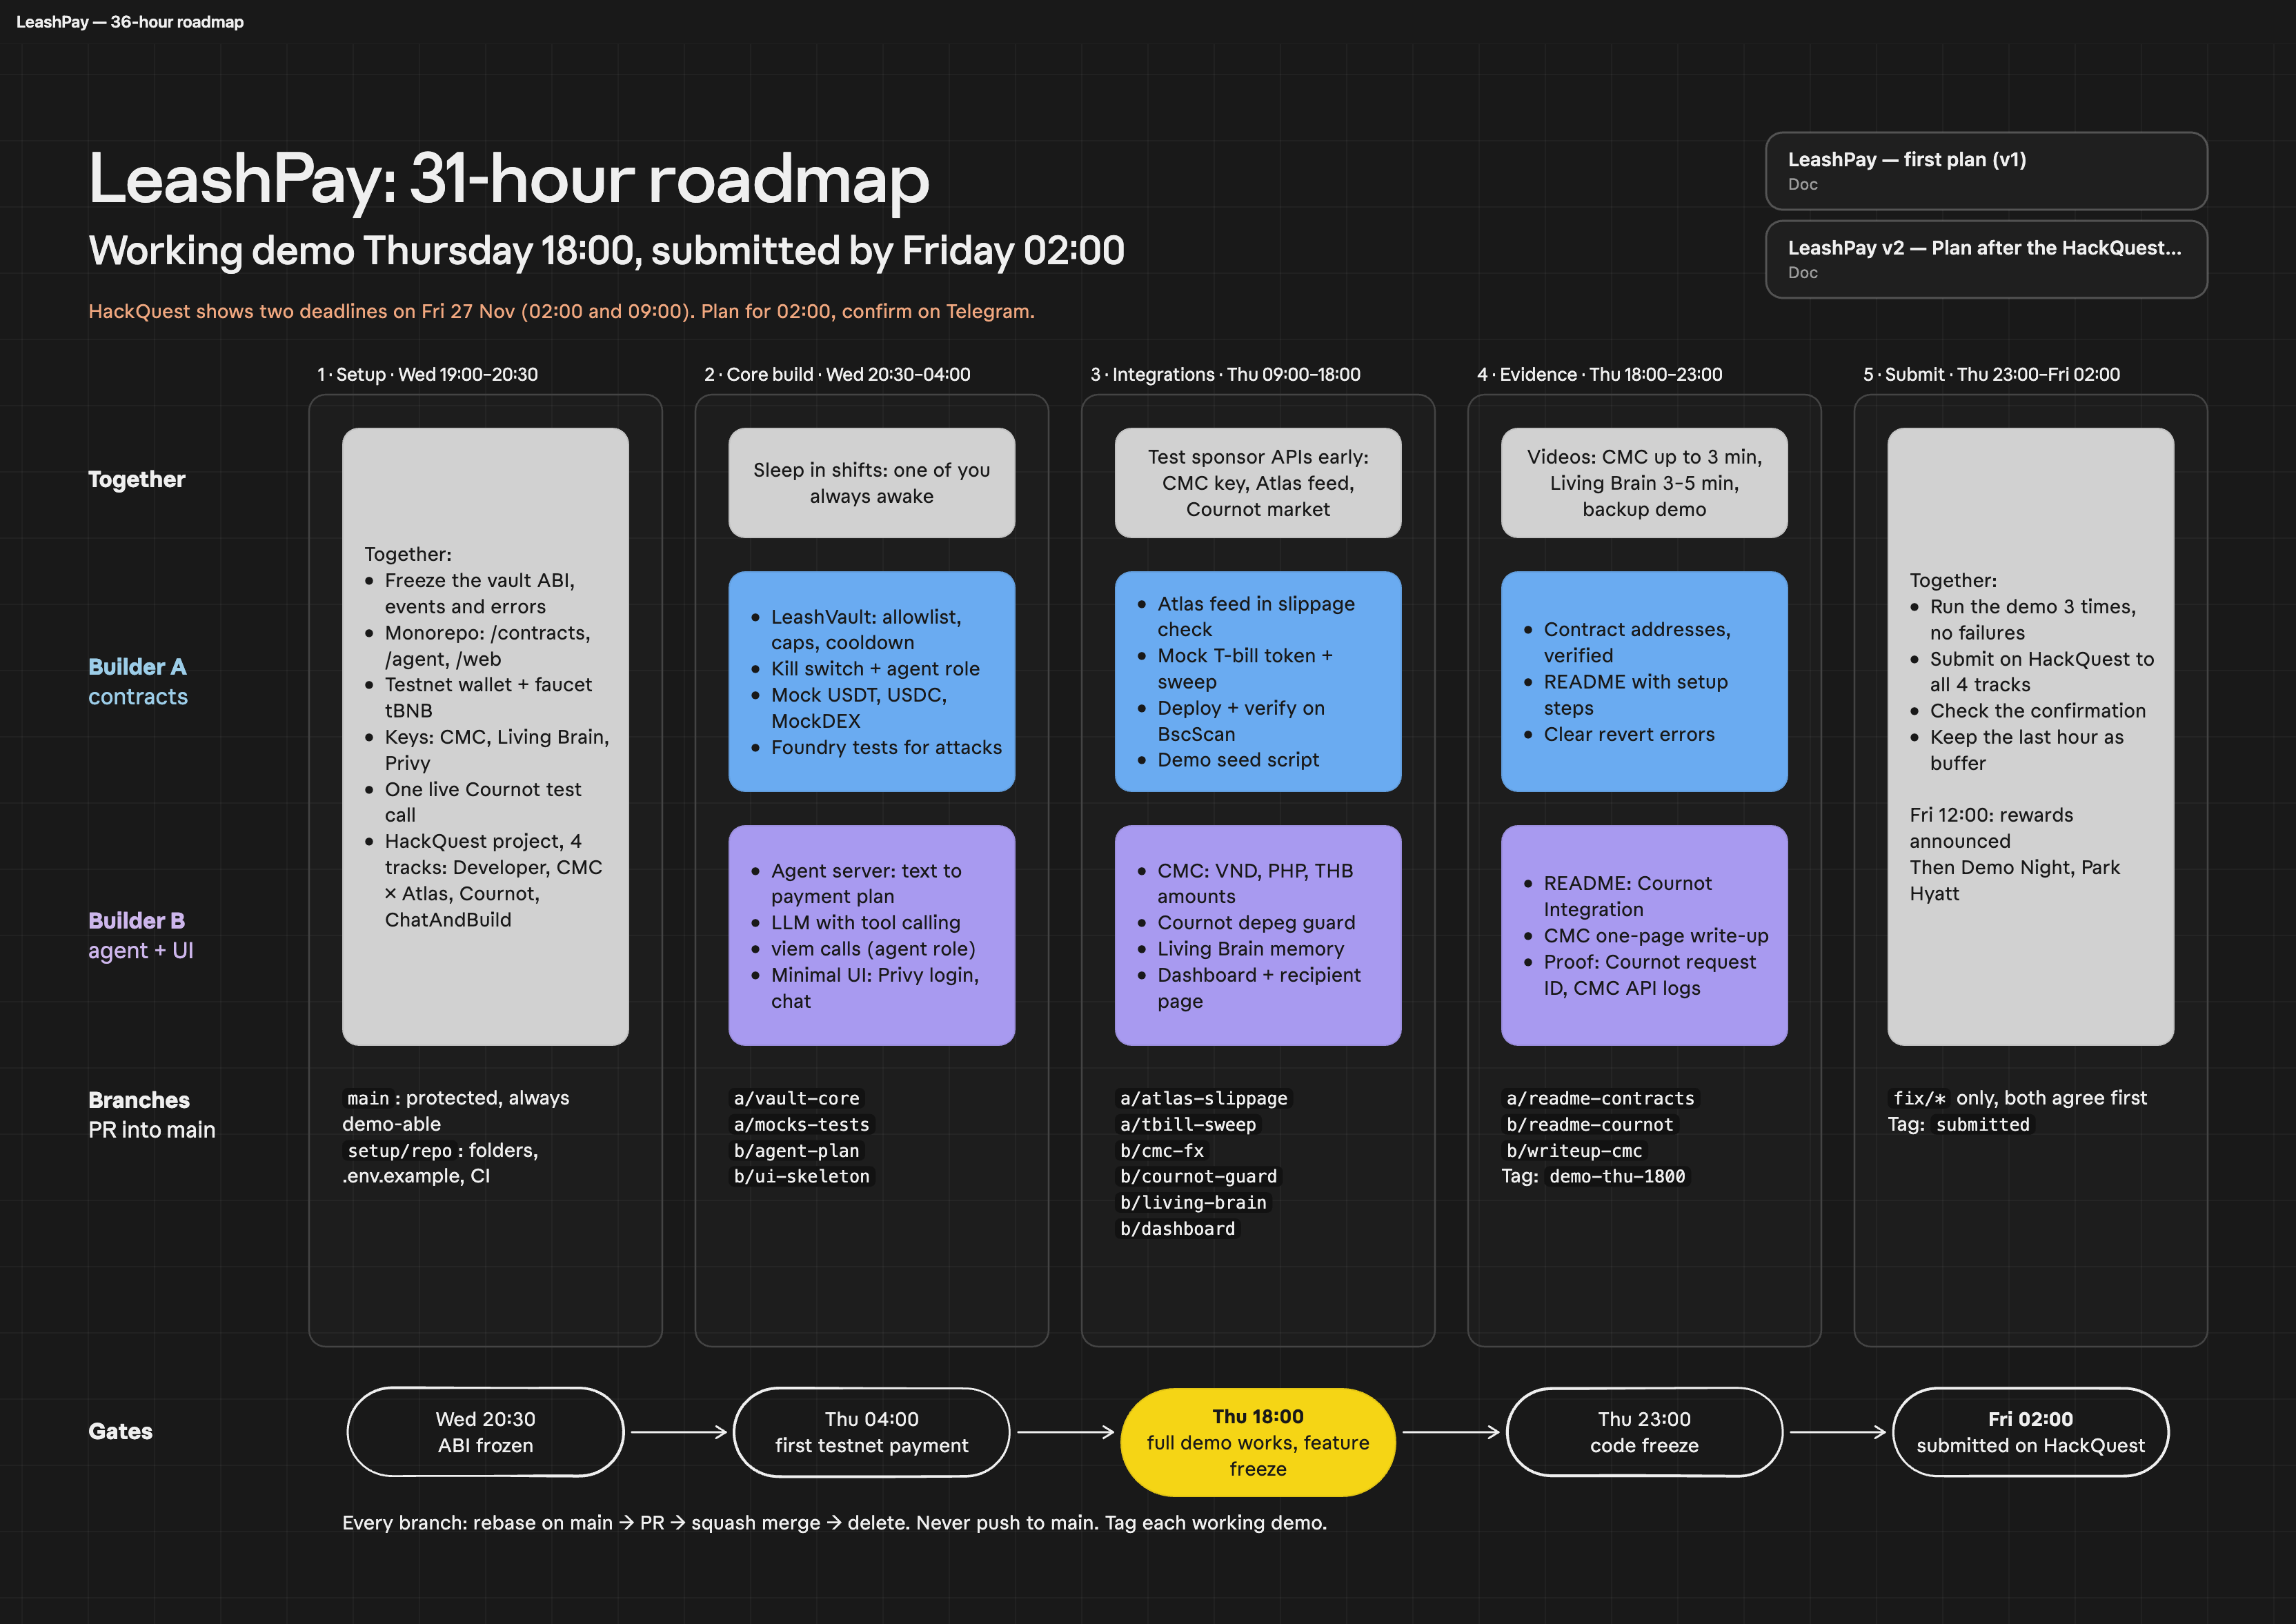 LeashPay — 36-hour roadmap
LeashPay: 31-hour roadmap
Working demo Thursday 18:00, submitted by Friday 02:00
HackQuest shows two deadlines on Fri 27 Nov (02:00 and 09:00). Plan for 02:00, confirm on Telegram.
LeashPay — first plan (v1)
Doc
LeashPay v2 — Plan after the HackQuest...
Doc
1 · Setup · Wed 19:00–20:30
2 · Core build · Wed 20:30–04:00
3 · Integrations · Thu 09:00–18:00
4 · Evidence · Thu 18:00–23:00
5 · Submit · Thu 23:00–Fri 02:00
Together
Builder A
contracts
Builder B
agent + UI
Branches
PR into main
Together:
• Freeze the vault ABI,
events and errors
• Monorepo: /contracts,
/agent, /web
• Testnet wallet + faucet
tBNB
• Keys: CMC, Living Brain,
Privy
• One live Cournot test
call
• HackQuest project, 4
tracks: Developer, CMC
× Atlas, Cournot,
ChatAndBuild
main : protected, always
demo-able
setup/repo : folders,
.env.example, CI
Sleep in shifts: one of you
always awake
• LeashVault: allowlist,
caps, cooldown
• Kill switch + agent role
• Mock USDT, USDC,
MockDEX
• Foundry tests for attacks
• Agent server: text to
payment plan
• LLM with tool calling
• viem calls (agent role)
• Minimal UI: Privy login,
chat
a/vault-core
a/mocks-tests
b/agent-plan
b/ui-skeleton
Test sponsor APIs early:
CMC key, Atlas feed,
Cournot market
• Atlas feed in slippage
check
• Mock T-bill token +
sweep
• Deploy + verify on
BscScan
• Demo seed script
• CMC: VND, PHP, THB
amounts
• Cournot depeg guard
• Living Brain memory
• Dashboard + recipient
page
a/atlas-slippage
a/tbill-sweep
b/cmc-fx
b/cournot-guard
b/living-brain
b/dashboard
Videos: CMC up to 3 min,
Living Brain 3-5 min,
backup demo
• Contract addresses,
verified
• README with setup
steps
• Clear revert errors
• README: Cournot
Integration
• CMC one-page write-up
• Proof: Cournot request
ID, CMC API logs
a/readme-contracts
b/readme-cournot
b/writeup-cmc
Tag: demo-thu-1800
Together:
• Run the demo 3 times,
no failures
• Submit on HackQuest to
all 4 tracks
• Check the confirmation
• Keep the last hour as
buffer
Fri 12:00: rewards
announced
Then Demo Night, Park
Hyatt
fix/* only, both agree first
Tag: submitted
Gates
Wed 20:30
ABI frozen
Thu 04:00
first testnet payment
Thu 18:00
full demo works, feature
freeze
Thu 23:00
code freeze
Fri 02:00
submitted on HackQuest
Every branch: rebase on main → PR → squash merge → delete. Never push to main. Tag each working demo.